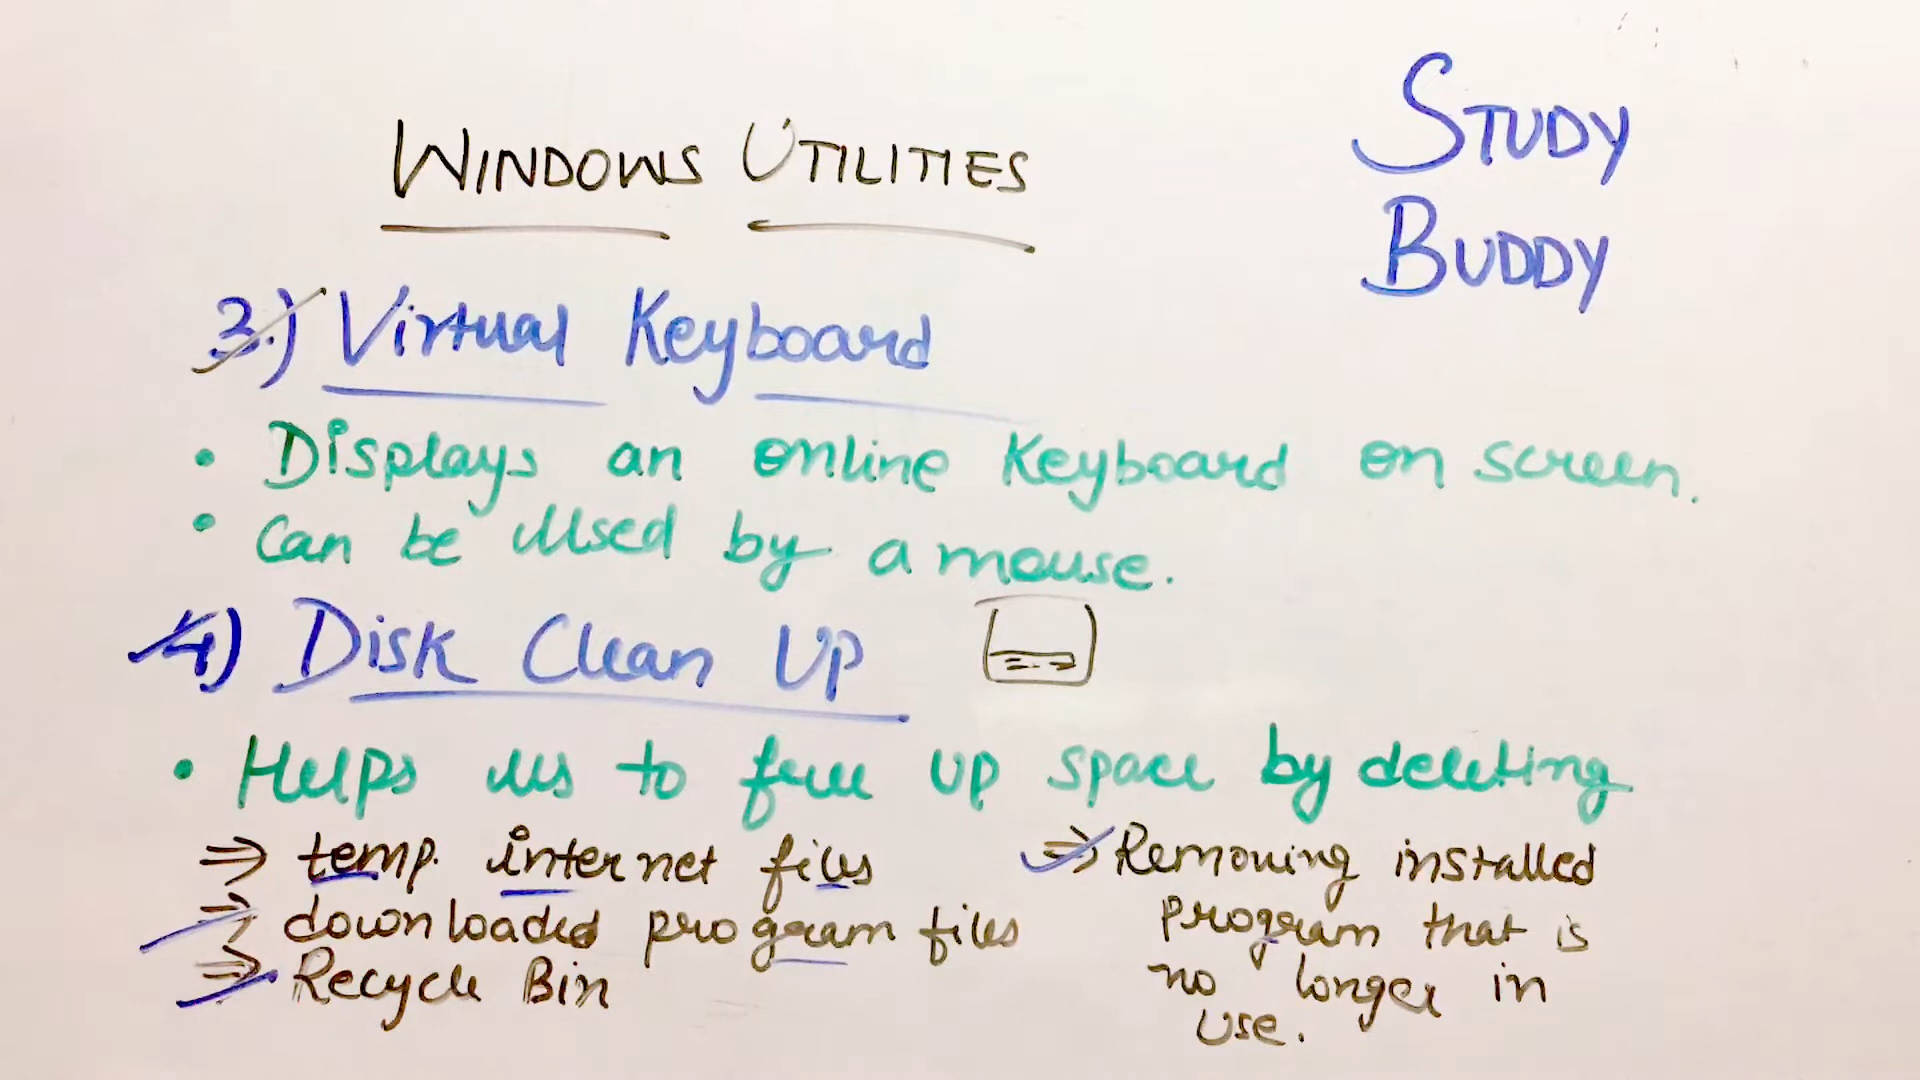 WINDOWS UTILITIES
STUDY
BUDDY
3.) Virtual Keyboard
• Displays an online Keyboard on screen.
• Can be Used by a mouse.
4) Disk Clean Up
• Helps us to free up space by deleting
⇒ temp. internet files
⇒ downloaded program files
⇒ Recycle Bin
⇒ Removing installed
program that is
no longer in
use.